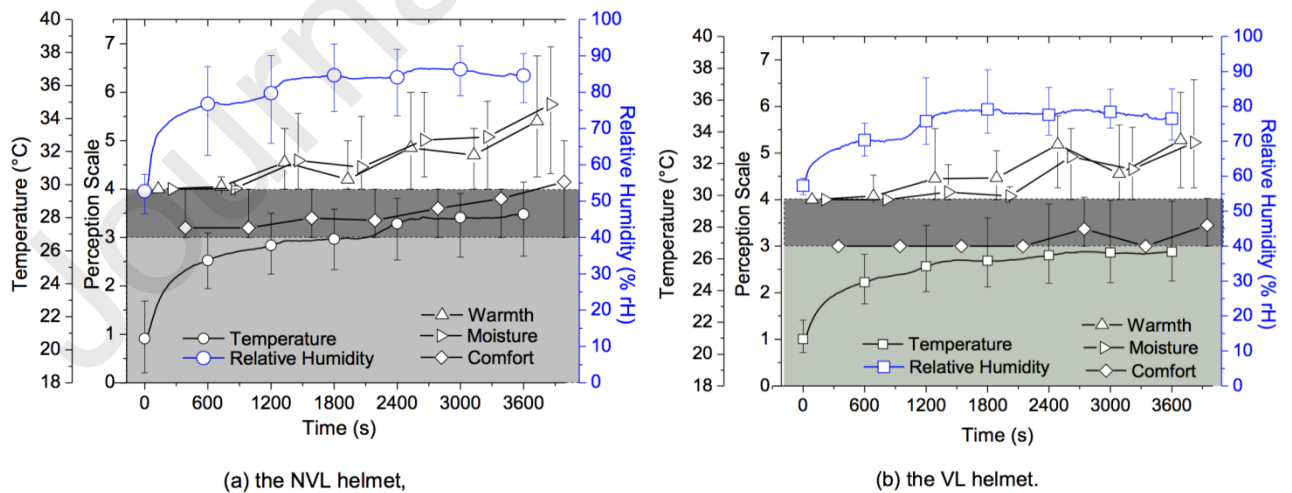 Journal
40
38
36
34
32
30
28
26
24
22
20
18
Temperature (°C)
7
6
5
4
3
2
1
0
Perception Scale
100
90
80
70
60
50
40
30
20
10
0
Relative Humidity (% rH)
Temperature
Relative Humidity
Warmth
Moisture
Comfort
0 600 1200 1800 2400 3000 3600
Time (s)
(a) the NVL helmet,
40
38
36
34
32
30
28
26
24
22
20
18
Temperature (°C)
7
6
5
4
3
2
1
0
Perception Scale
100
90
80
70
60
50
40
30
20
10
0
Relative Humidity (% rH)
Temperature
Relative Humidity
Warmth
Moisture
Comfort
0 600 1200 1800 2400 3000 3600
Time (s)
(b) the VL helmet.